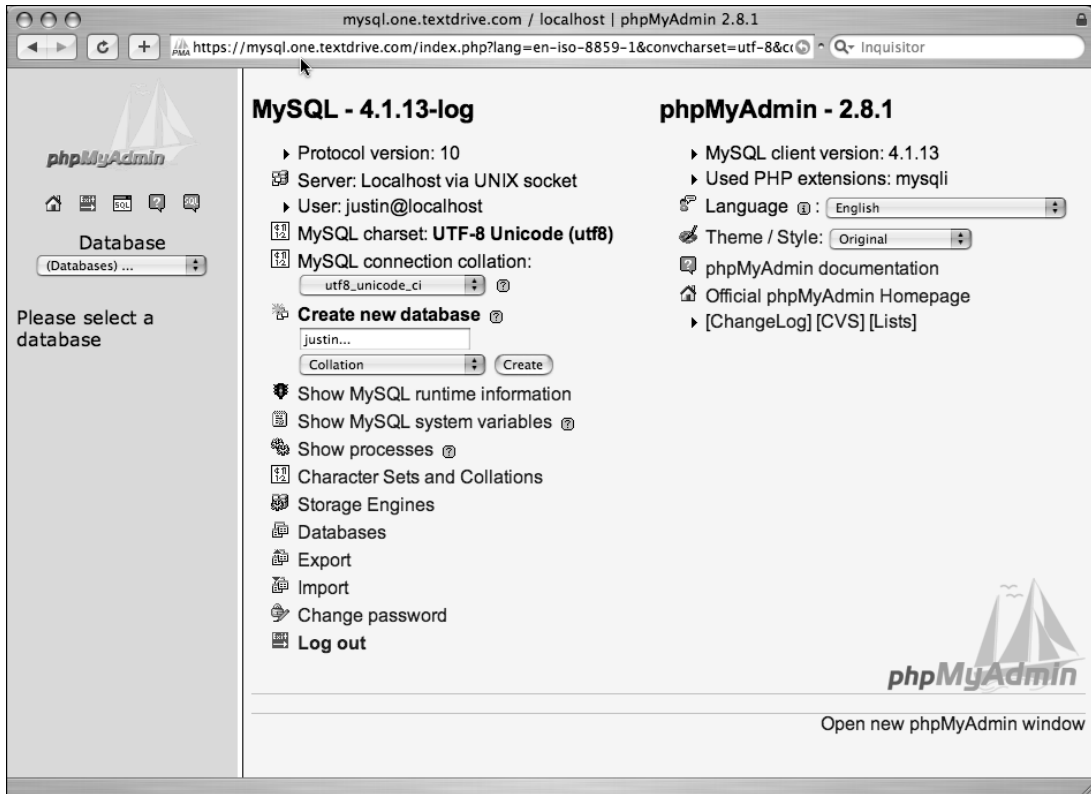 mysql.one.textdrive.com / localhost | phpMyAdmin 2.8.1
PMA https://mysql.one.textdrive.com/index.php?lang=en-iso-8859-1&convcharset=utf-8&c
Inquisitor
phpMyAdmin
Exit
SQL
?
SQL
Database
(Databases) ...
Please select a
database
MySQL - 4.1.13-log
Protocol version: 10
Server: Localhost via UNIX socket
User: justin@localhost
MySQL charset: UTF-8 Unicode (utf8)
MySQL connection collation:
utf8_unicode_ci ?
Create new database ?
justin...
Collation
Create
Show MySQL runtime information
Show MySQL system variables ?
Show processes ?
Character Sets and Collations
Storage Engines
Databases
Export
Import
Change password
Log out
phpMyAdmin - 2.8.1
MySQL client version: 4.1.13
Used PHP extensions: mysqli
Language i : English
Theme / Style: Original
phpMyAdmin documentation
Official phpMyAdmin Homepage
[ChangeLog] [CVS] [Lists]
phpMyAdmin
Open new phpMyAdmin window